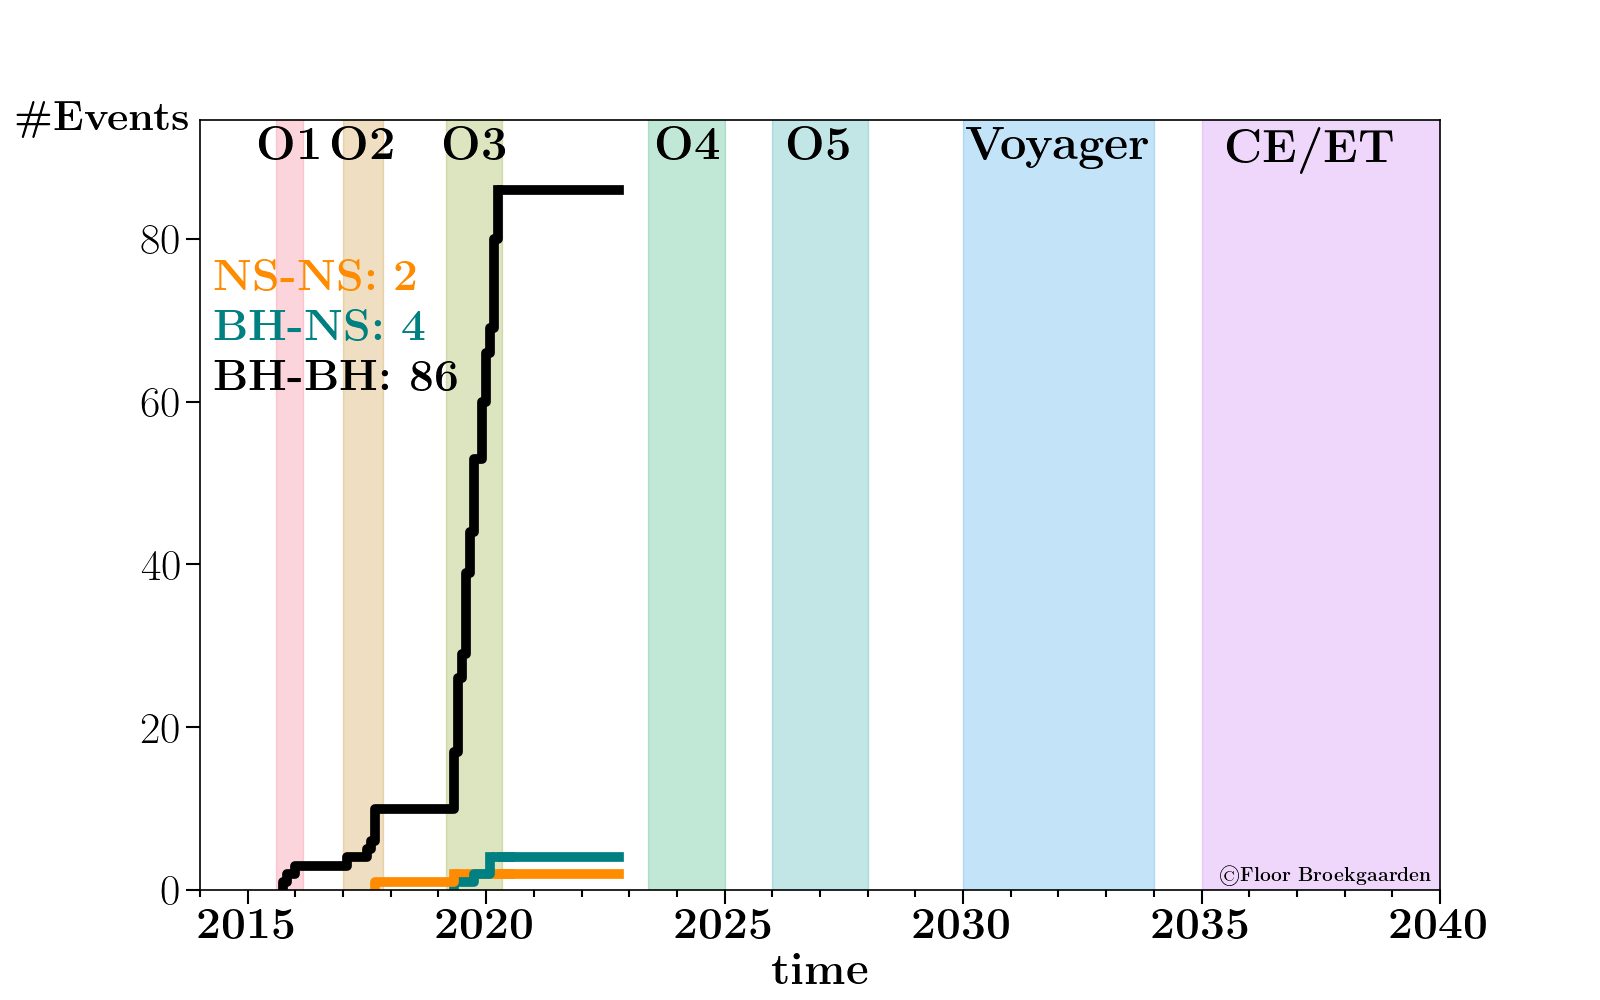 #Events
O1 O2 O3 O4 O5 Voyager CE/ET
80
NS-NS: 2
BH-NS: 4
BH-BH: 86
60
40
20
0
©Floor Broekgaarden
2015 2020 2025 2030 2035 2040
time